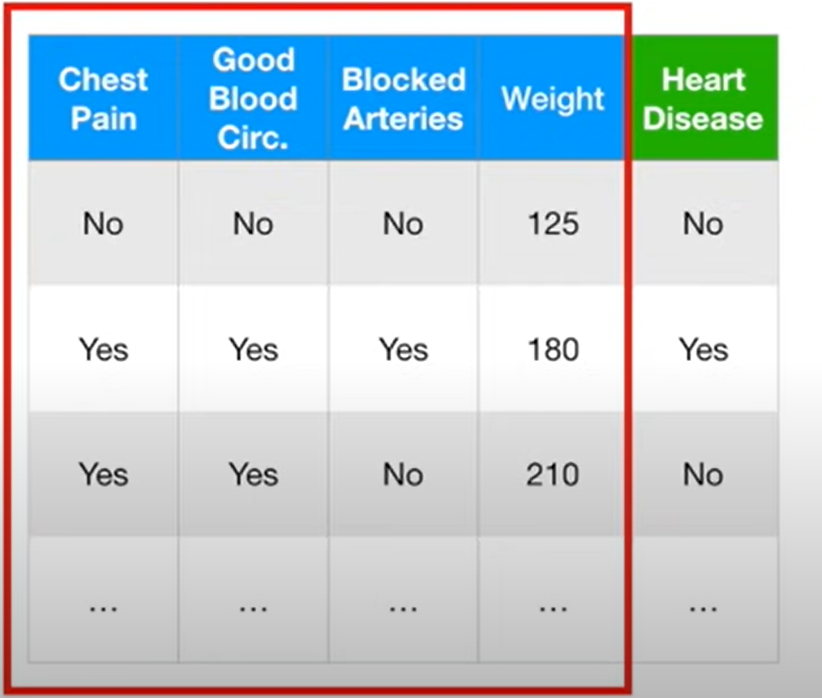 Chest Pain | Good Blood Circ. | Blocked Arteries | Weight | Heart Disease
No | No | No | 125 | No
Yes | Yes | Yes | 180 | Yes
Yes | Yes | No | 210 | No
... | ... | ... | ... | ...